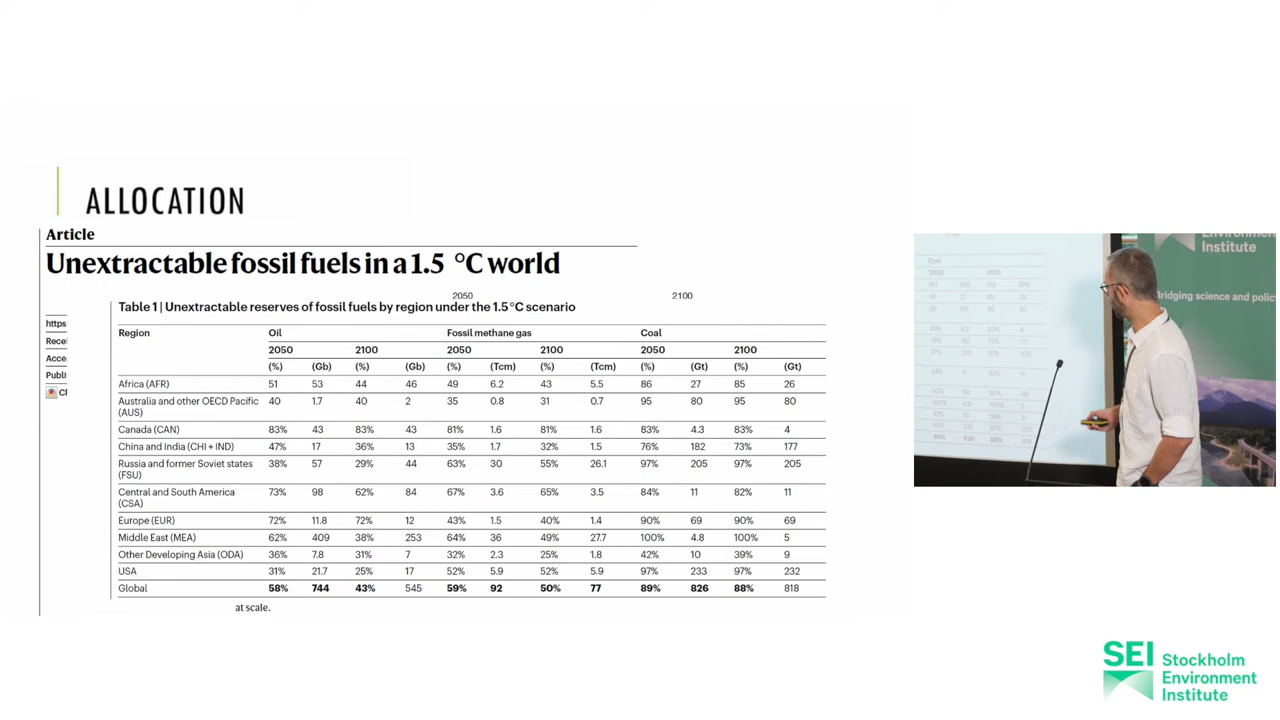 ALLOCATION
Article
Unextractable fossil fuels in a 1.5 °C world
2050 2100
Table 1 | Unextractable reserves of fossil fuels by region under the 1.5 °C scenario
https
Recei
Acce
Publi
Cl
Region Oil Fossil methane gas Coal
2050 2100 2050 2100 2050 2100
(%) (Gb) (%) (Gb) (%) (Tcm) (%) (Tcm) (%) (Gt) (%) (Gt)
Africa (AFR) 51 53 44 46 49 6.2 43 5.5 86 27 85 26
Australia and other OECD Pacific 40 1.7 40 2 35 0.8 31 0.7 95 80 95 80
(AUS)
Canada (CAN) 83% 43 83% 43 81% 1.6 81% 1.6 83% 4.3 83% 4
China and India (CHI + IND) 47% 17 36% 13 35% 1.7 32% 1.5 76% 182 73% 177
Russia and former Soviet states 38% 57 29% 44 63% 30 55% 26.1 97% 205 97% 205
(FSU)
Central and South America 73% 98 62% 84 67% 3.6 65% 3.5 84% 11 82% 11
(CSA)
Europe (EUR) 72% 11.8 72% 12 43% 1.5 40% 1.4 90% 69 90% 69
Middle East (MEA) 62% 409 38% 253 64% 36 49% 27.7 100% 4.8 100% 5
Other Developing Asia (ODA) 36% 7.8 31% 7 32% 2.3 25% 1.8 42% 10 39% 9
USA 31% 21.7 25% 17 52% 5.9 52% 5.9 97% 233 97% 232
Global 58% 744 43% 545 59% 92 50% 77 89% 826 88% 818
at scale.
Environment
Institute
Bridging science and policy
Coal
2050 2100
(%) (Gt) (%) (Gt)
SEI Stockholm
Environment
Institute